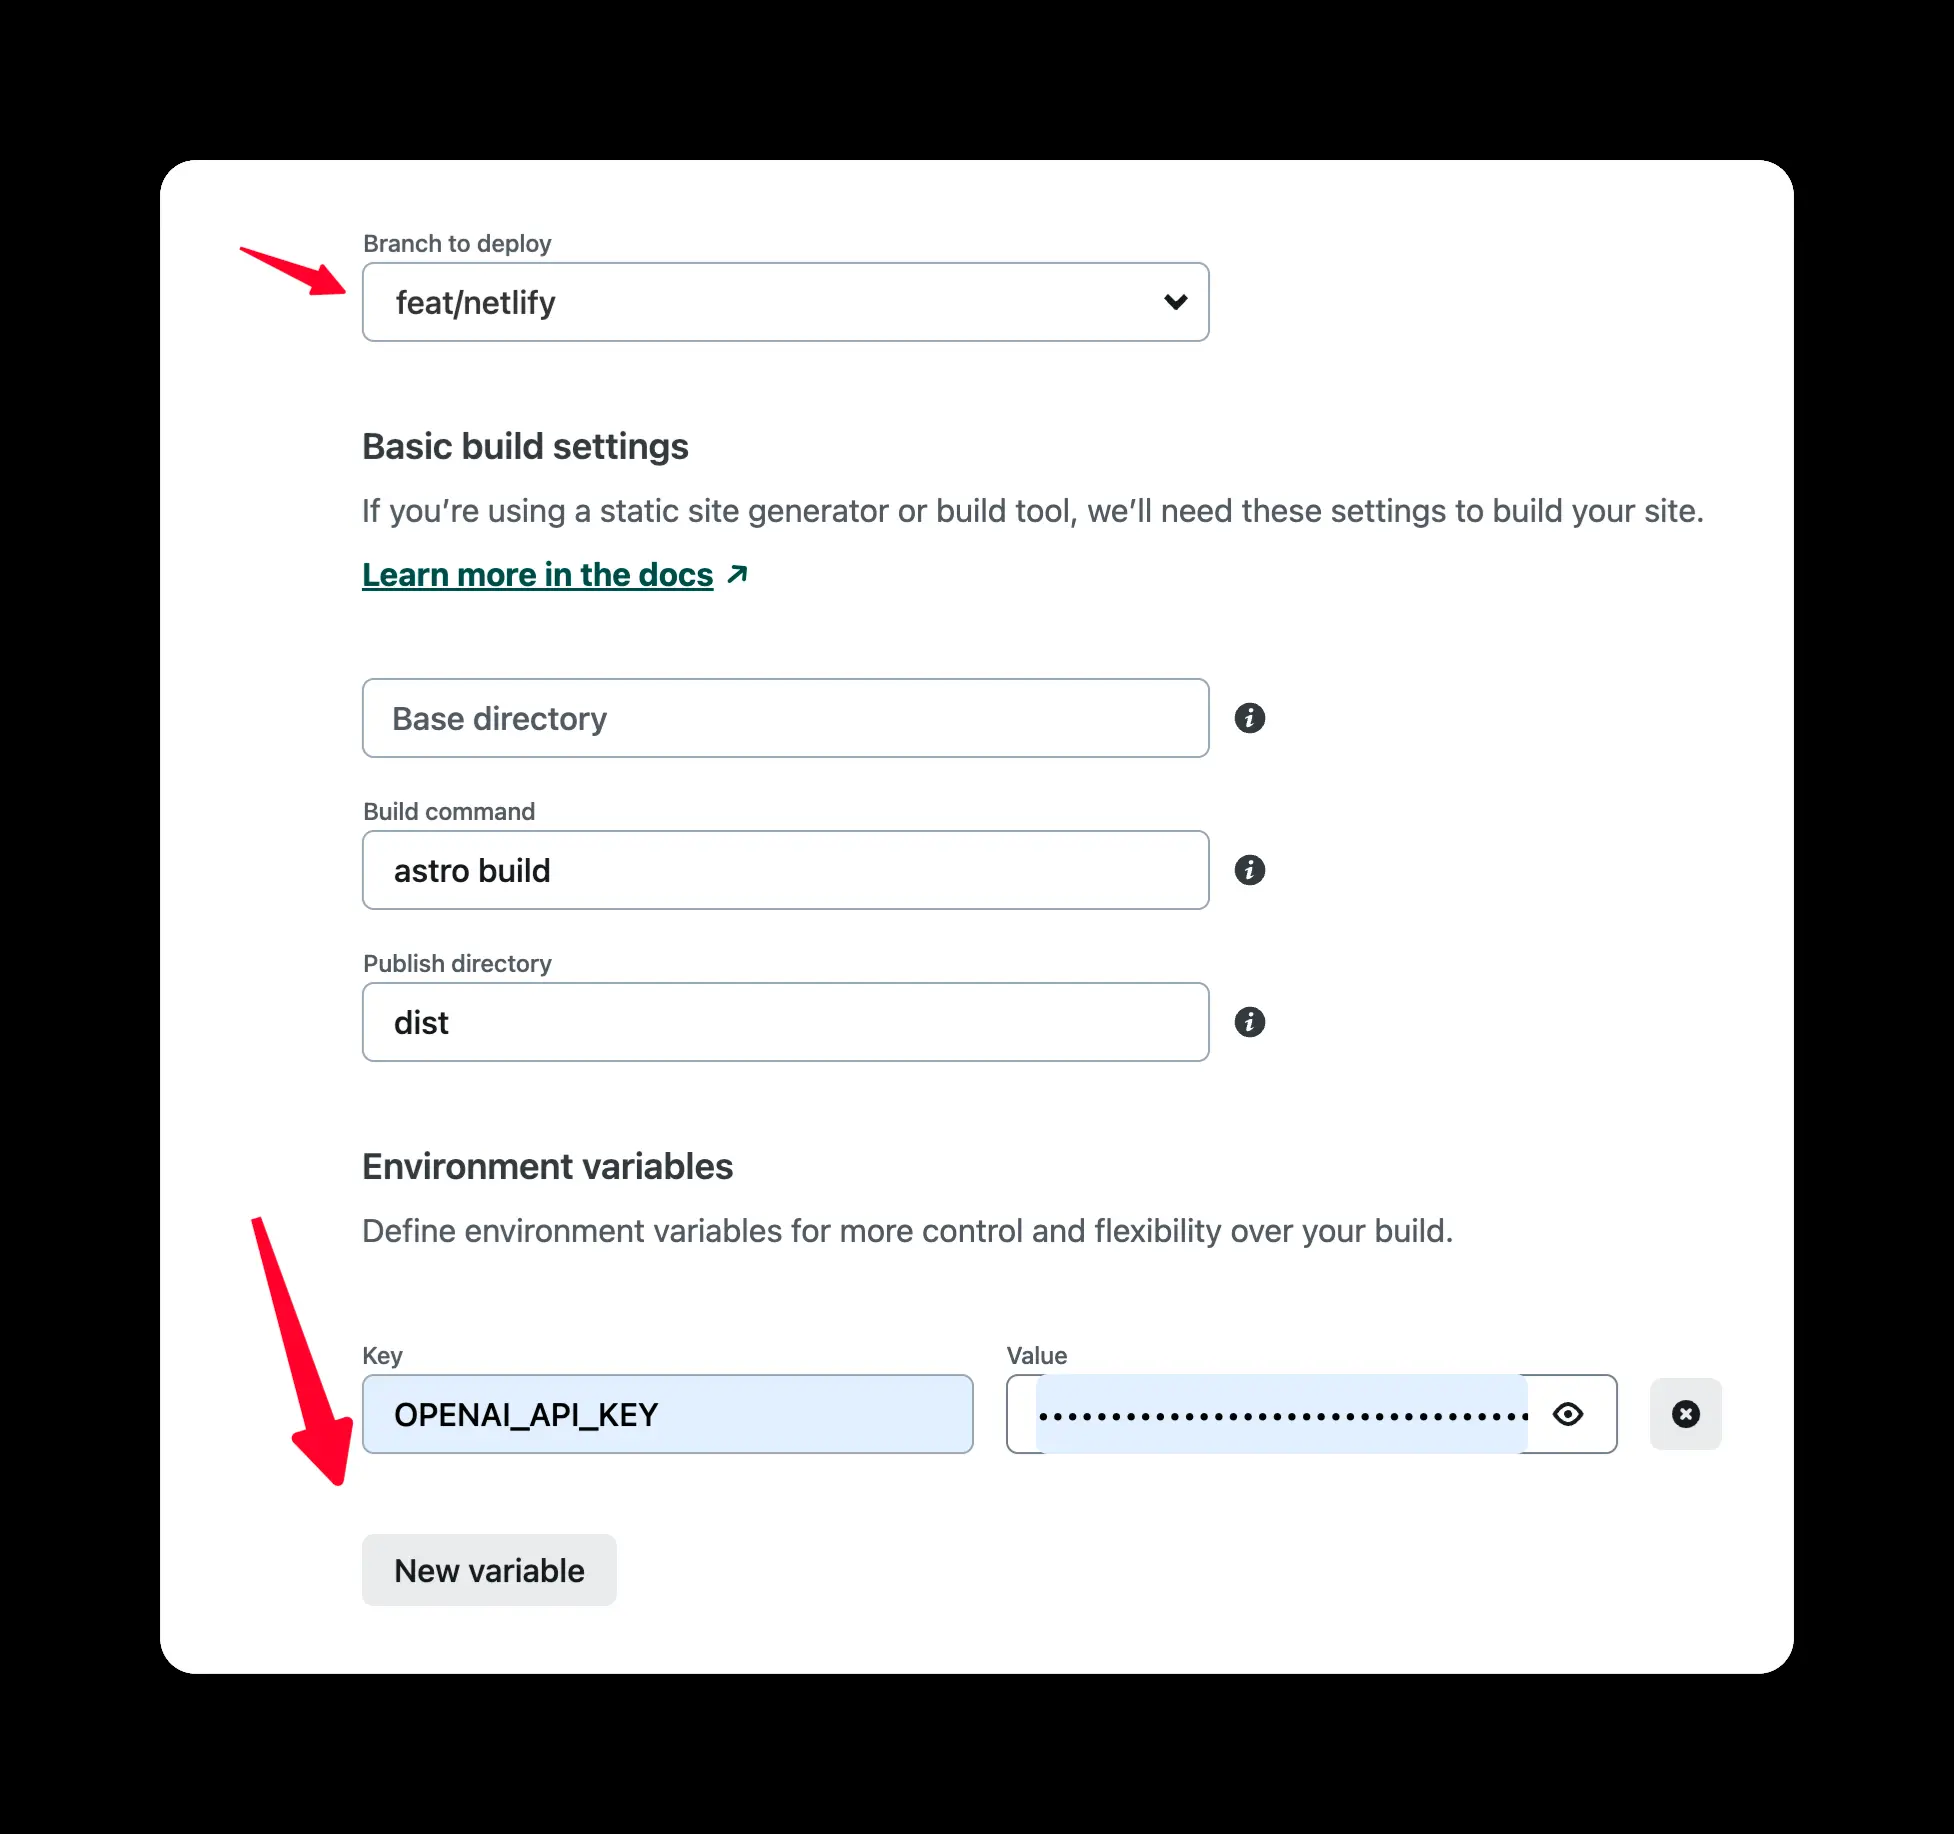 Branch to deploy
feat/netlify
Basic build settings
If you’re using a static site generator or build tool, we’ll need these settings to build your site.
Learn more in the docs ↗
Base directory
Build command
astro build
Publish directory
dist
Environment variables
Define environment variables for more control and flexibility over your build.
Key
Value
OPENAI_API_KEY
••••••••••••••••••••••••••••••••••
New variable